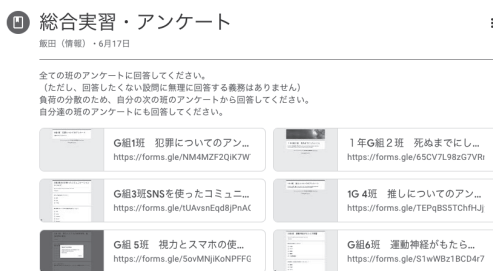 総合実習・アンケート
飯田（情報）・6月17日
全ての班のアンケートに回答してください。
（ただし、回答したくない設問に無理に回答する義務はありません）
負荷の分散のため、自分の次の班のアンケートから回答してください。
自分達の班のアンケートにも回答してください。
G組1班　犯罪についてのアン...
https://forms.gle/NM4MZF2QiK7W
１年G組２班　死ぬまでにし...
https://forms.gle/65CV7L98zG7VR
G組3班SNSを使ったコミュニ...
https://forms.gle/tUAvsnEqd8jPnAC
1G 4班　推しについてのアン...
https://forms.gle/TEPqBS5TChfHJj
G組 5班　視力とスマホの使...
https://forms.gle/5ovMNjiKoNPFFG
G組6班　運動神経がもたら...
https://forms.gle/S1wWBz1BCD4r7